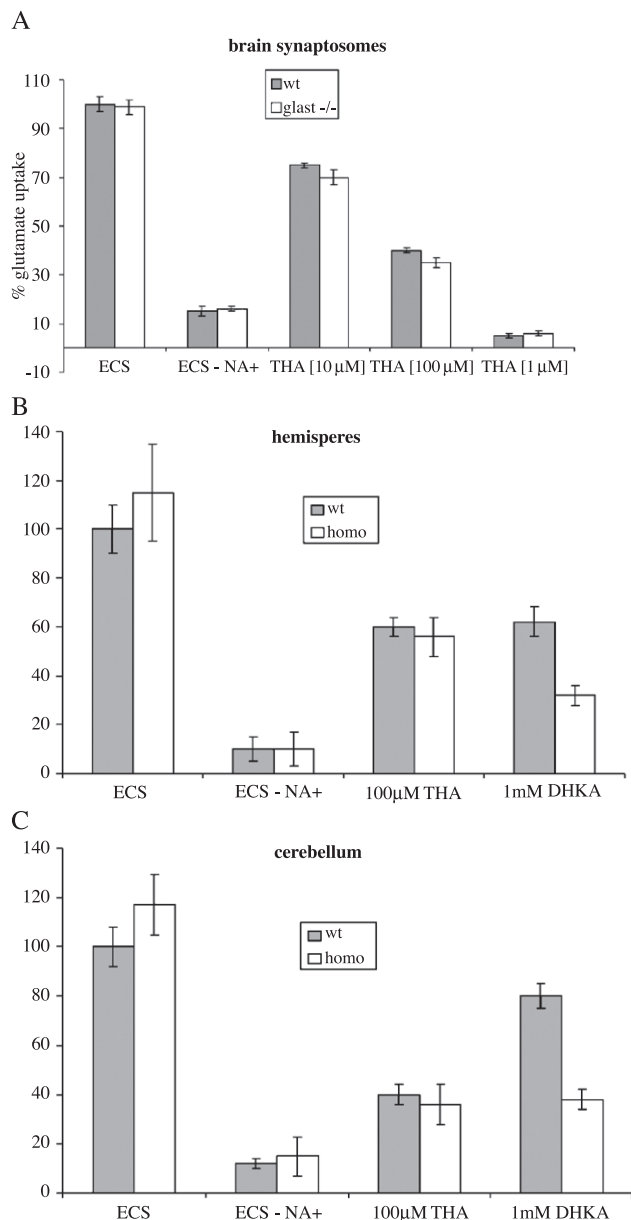 A
brain synaptosomes
110
90
70
50
30
10
-10
% glutamate uptake
wt
glast -/-
ECS
ECS - NA+
THA [10 µM]
THA [100 µM]
THA [1 µM]
B
hemisperes
140
120
100
80
60
40
20
0
wt
homo
ECS
ECS - NA+
100µM THA
1mM DHKA
C
cerebellum
140
120
100
80
60
40
20
0
wt
homo
ECS
ECS - NA+
100µM THA
1mM DHKA